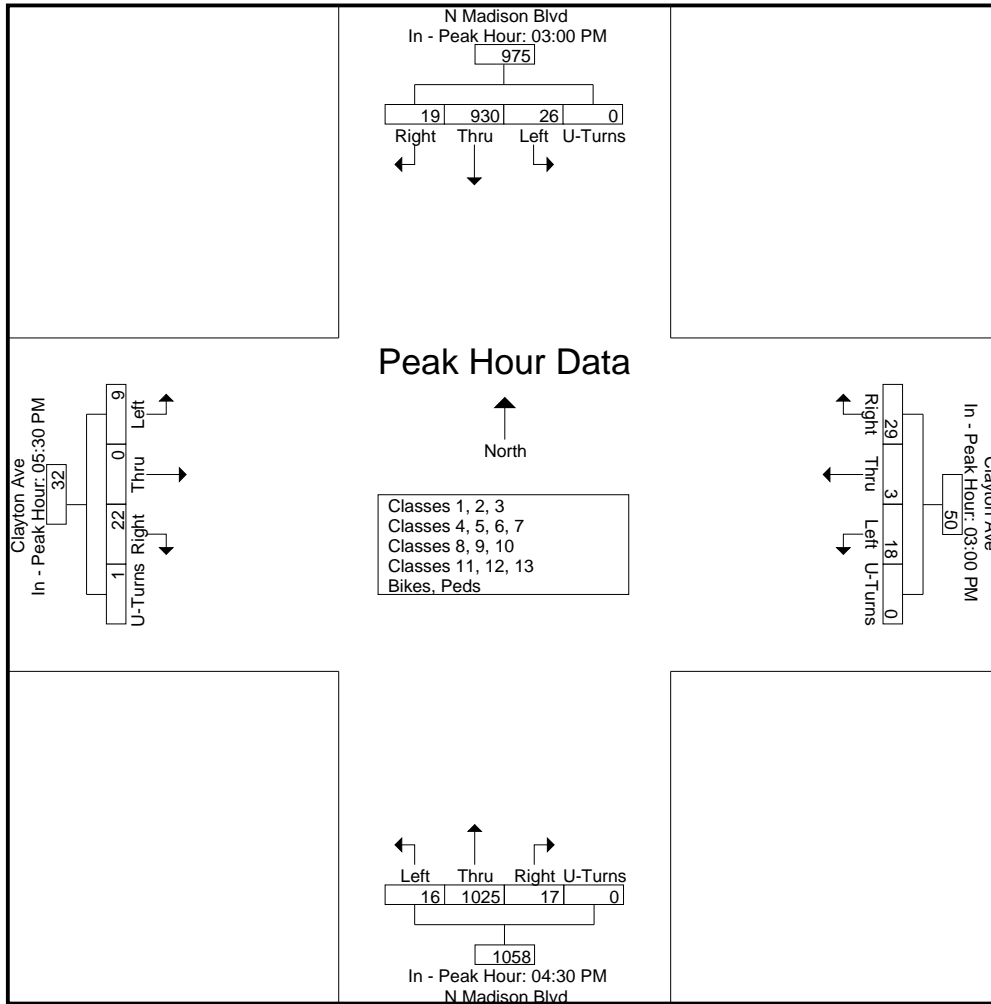 N Madison Blvd
In - Peak Hour: 03:00 PM
975
19 930 26 0
Right Thru Left U-Turns
Peak Hour Data
North
Classes 1, 2, 3
Classes 4, 5, 6, 7
Classes 8, 9, 10
Classes 11, 12, 13
Bikes, Peds
Clayton Ave
In - Peak Hour: 05:30 PM
32
9 0 22 1
Left Thru Right U-Turns
Clayton Ave
In - Peak Hour: 03:00 PM
50
29 3 18 0
Right Thru Left U-Turns
Left Thru Right U-Turns
16 1025 17 0
1058
In - Peak Hour: 04:30 PM
N Madison Blvd